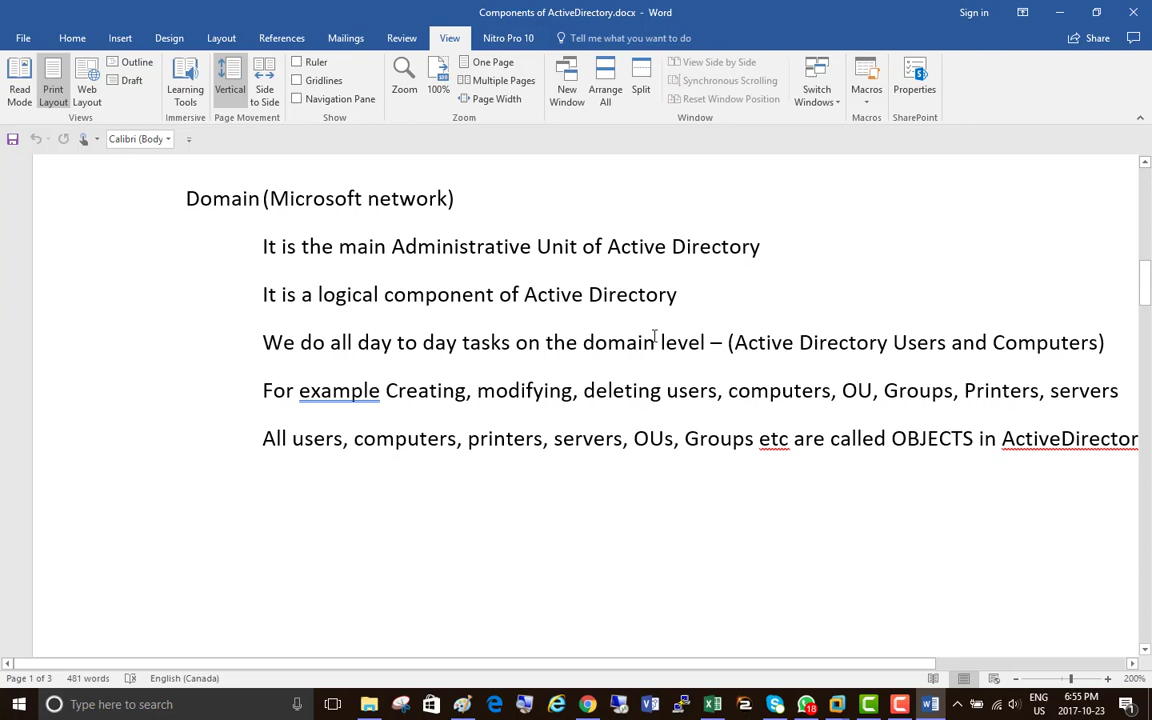 Components of ActiveDirectory.docx - Word
Sign in
File Home Insert Design Layout References Mailings Review View Nitro Pro 10 Tell me what you want to do Share
Read Mode
Print Layout
Web Layout
Outline
Draft
Views
Learning Tools
Immersive
Vertical
Side to Side
Page Movement
Ruler
Gridlines
Navigation Pane
Show
Zoom
100%
One Page
Multiple Pages
Page Width
Zoom
New Window
Arrange All
Split
View Side by Side
Synchronous Scrolling
Reset Window Position
Window
Switch Windows
Macros
Macros
Properties
SharePoint
Calibri (Body
Domain (Microsoft network)
It is the main Administrative Unit of Active Directory
It is a logical component of Active Directory
We do all day to day tasks on the domain level – (Active Directory Users and Computers)
For example Creating, modifying, deleting users, computers, OU, Groups, Printers, servers
All users, computers, printers, servers, OUs, Groups etc are called OBJECTS in ActiveDirector
Page 1 of 3 481 words English (Canada) 200%
Type here to search
18
ENG US
6:55 PM
2017-10-23
1